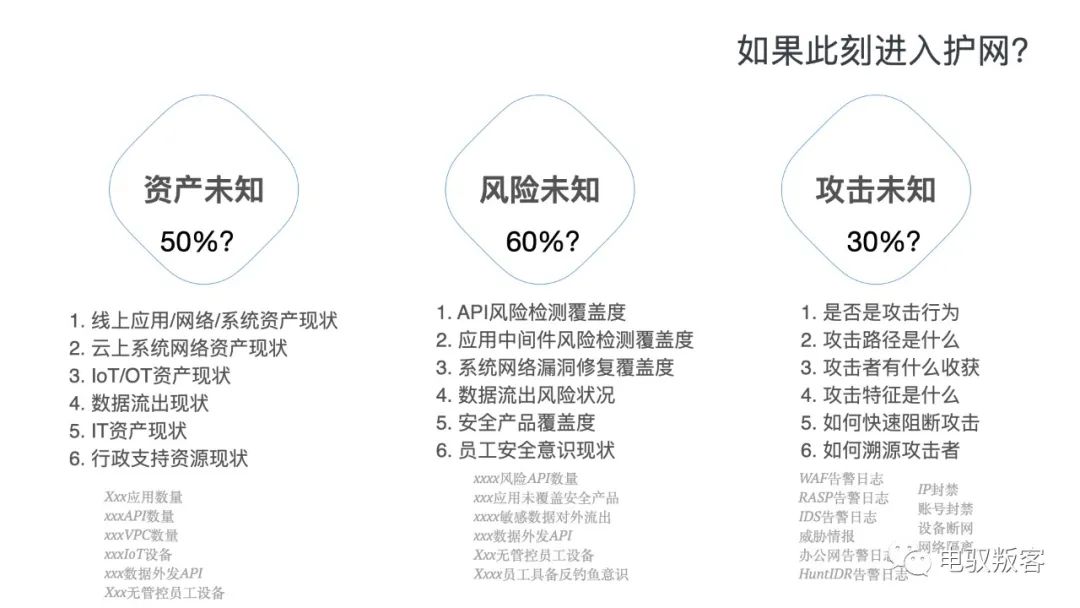 如果此刻进入护网?
资产未知
50%?
1. 线上应用/网络/系统资产现状
2. 云上系统网络资产现状
3. IoT/OT资产现状
4. 数据流出现状
5. IT资产现状
6. 行政支持资源现状
Xxx应用数量
xxxAPI数量
xxxVPC数量
xxxIoT设备
xxx数据外发API
Xxx无管控员工设备
风险未知
60%?
1. API风险检测覆盖度
2. 应用中间件风险检测覆盖度
3. 系统网络漏洞修复覆盖度
4. 数据流出风险状况
5. 安全产品覆盖度
6. 员工安全意识现状
xxxx风险API数量
xxx应用未覆盖安全产品
xxxx敏感数据对外流出
xxx数据外发API
Xxx无管控员工设备
Xxxx员工具备反钓鱼意识
攻击未知
30%?
1. 是否是攻击行为
2. 攻击路径是什么
3. 攻击者有什么收获
4. 攻击特征是什么
5. 如何快速阻断攻击
6. 如何溯源攻击者
WAF告警日志
RASP告警日志
IDS告警日志
威胁情报
办公网告警日志
HuntIDR告警日志
IP封禁
账号封禁
设备断网
网络隔离
电驭叛客